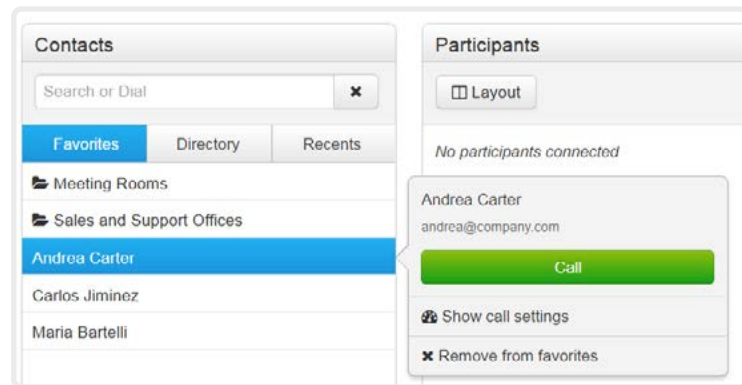 Contacts
Search or Dial
Favorites
Directory
Recents
Meeting Rooms
Sales and Support Offices
Andrea Carter
Carlos Jiminez
Maria Bartelli
Participants
Layout
No participants connected
Andrea Carter
andrea@company.com
Call
Show call settings
Remove from favorites